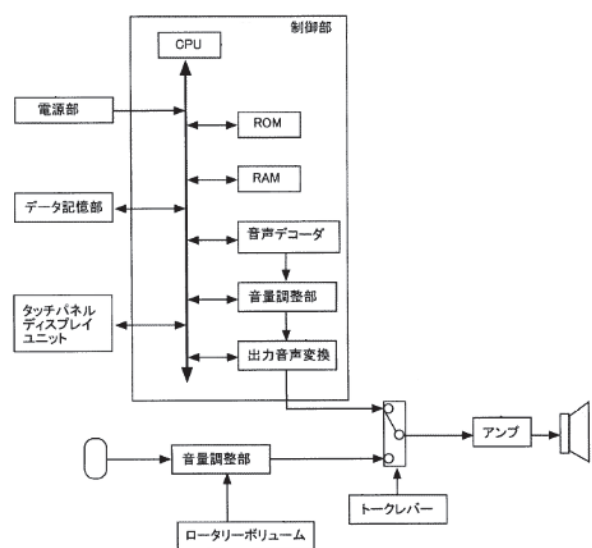 制御部
CPU
電源部
ROM
RAM
データ記憶部
音声デコーダ
音量調整部
タッチパネル
ディスプレイ
ユニット
出力音声変換
アンプ
音量調整部
トークレバー
ロータリーボリューム